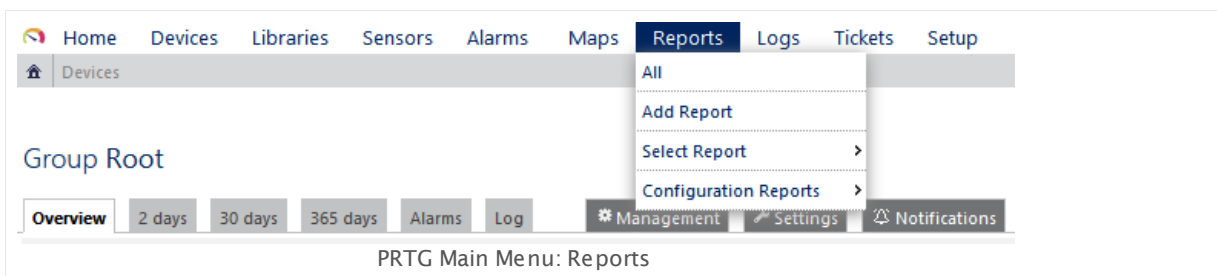 Home Devices Libraries Sensors Alarms Maps Reports Logs Tickets Setup
Devices
All
Add Report
Select Report
Configuration Reports
Group Root
Overview 2 days 30 days 365 days Alarms Log Management Settings Notifications
PRTG Main Menu: Reports